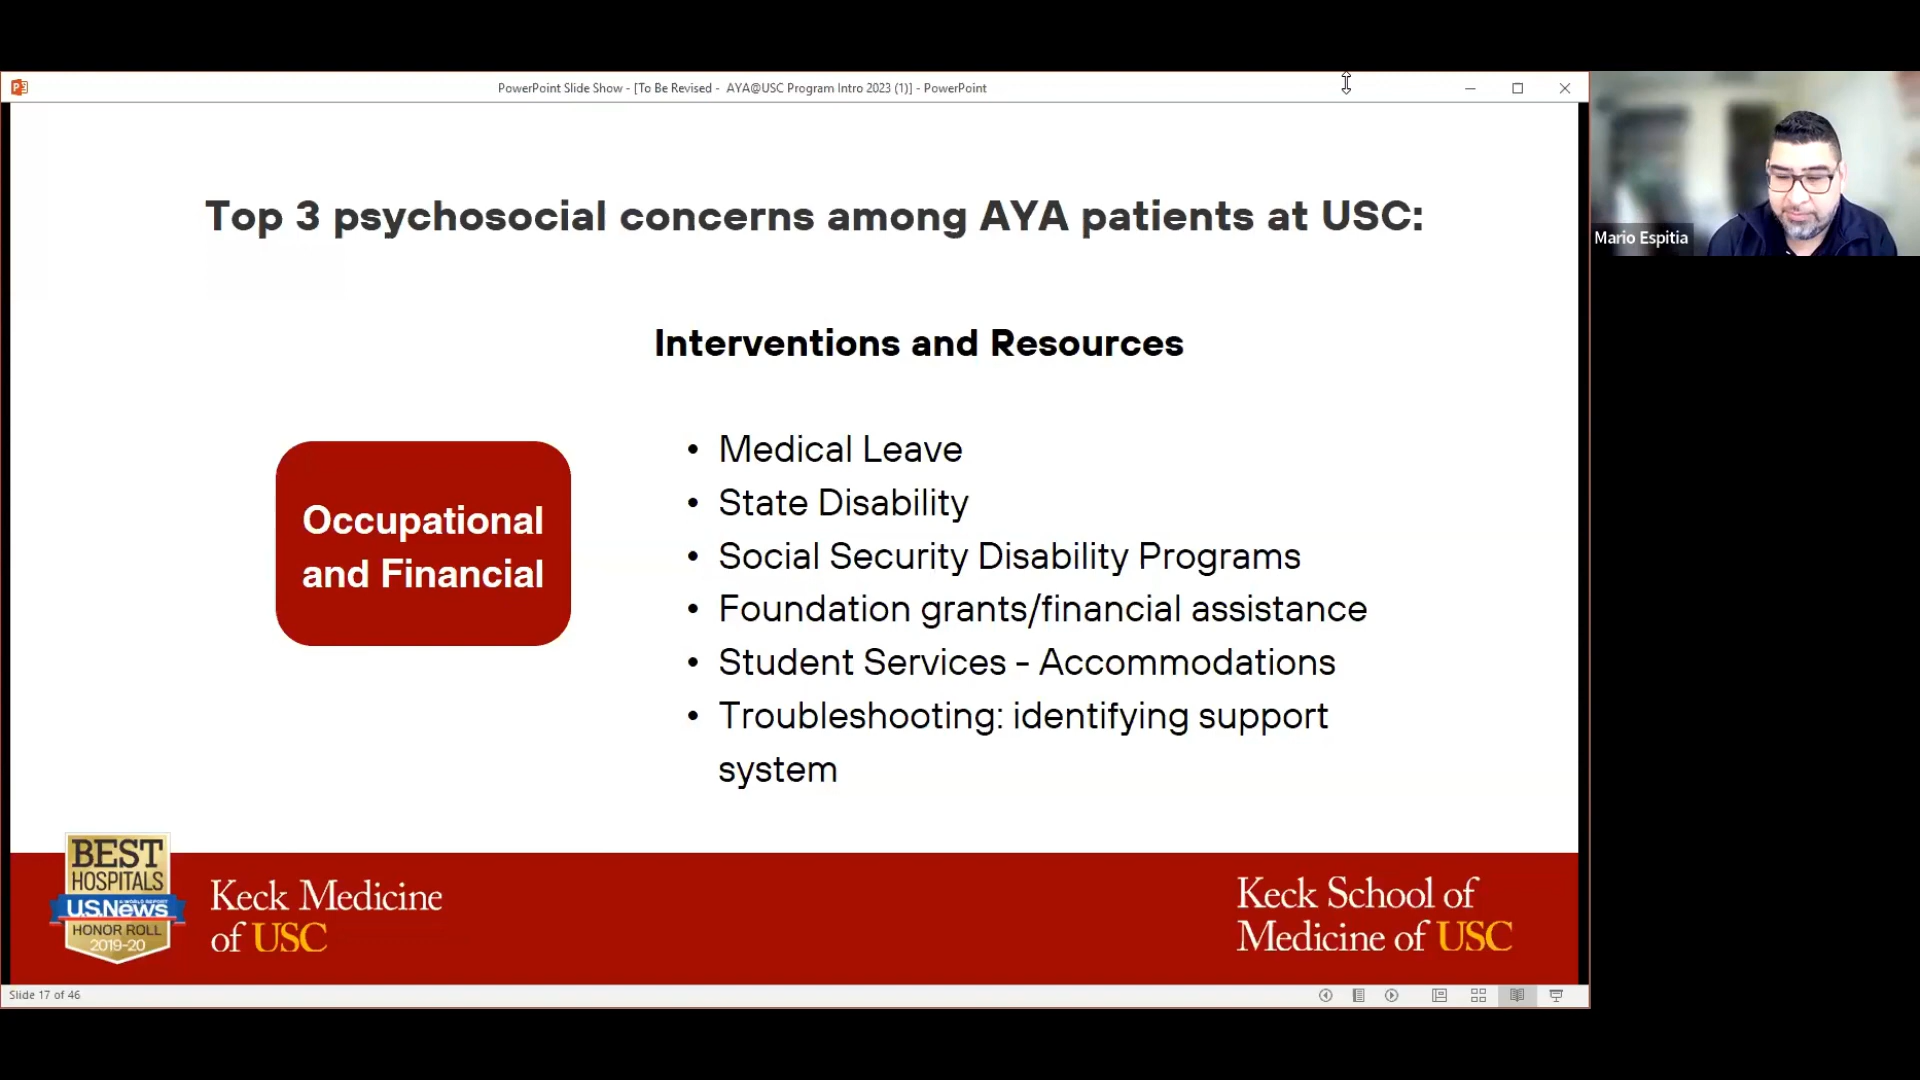 PowerPoint Slide Show - [To Be Revised - AYA@USC Program Intro 2023 (1)] - PowerPoint
Mario Espitia
Top 3 psychosocial concerns among AYA patients at USC:
Interventions and Resources
Occupational
and Financial
• Medical Leave
• State Disability
• Social Security Disability Programs
• Foundation grants/financial assistance
• Student Services - Accommodations
• Troubleshooting: identifying support
system
BEST
HOSPITALS
U.S.News
& WORLD REPORT
HONOR ROLL
2019-20
Keck Medicine
of USC
Keck School of
Medicine of USC
Slide 17 of 46